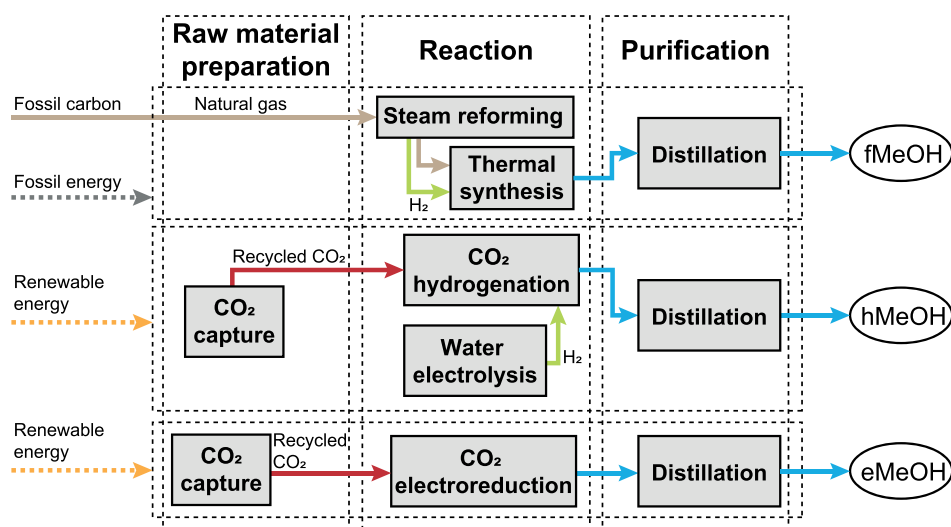 Raw material
preparation
Reaction
Purification
Fossil carbon
Natural gas
Steam reforming
Thermal
synthesis
H₂
Distillation
fMeOH
Fossil energy
Recycled CO₂
CO₂
hydrogenation
Renewable
energy
CO₂
capture
Water
electrolysis
H₂
Distillation
hMeOH
Renewable
energy
CO₂
capture
Recycled
CO₂
CO₂
electroreduction
Distillation
eMeOH